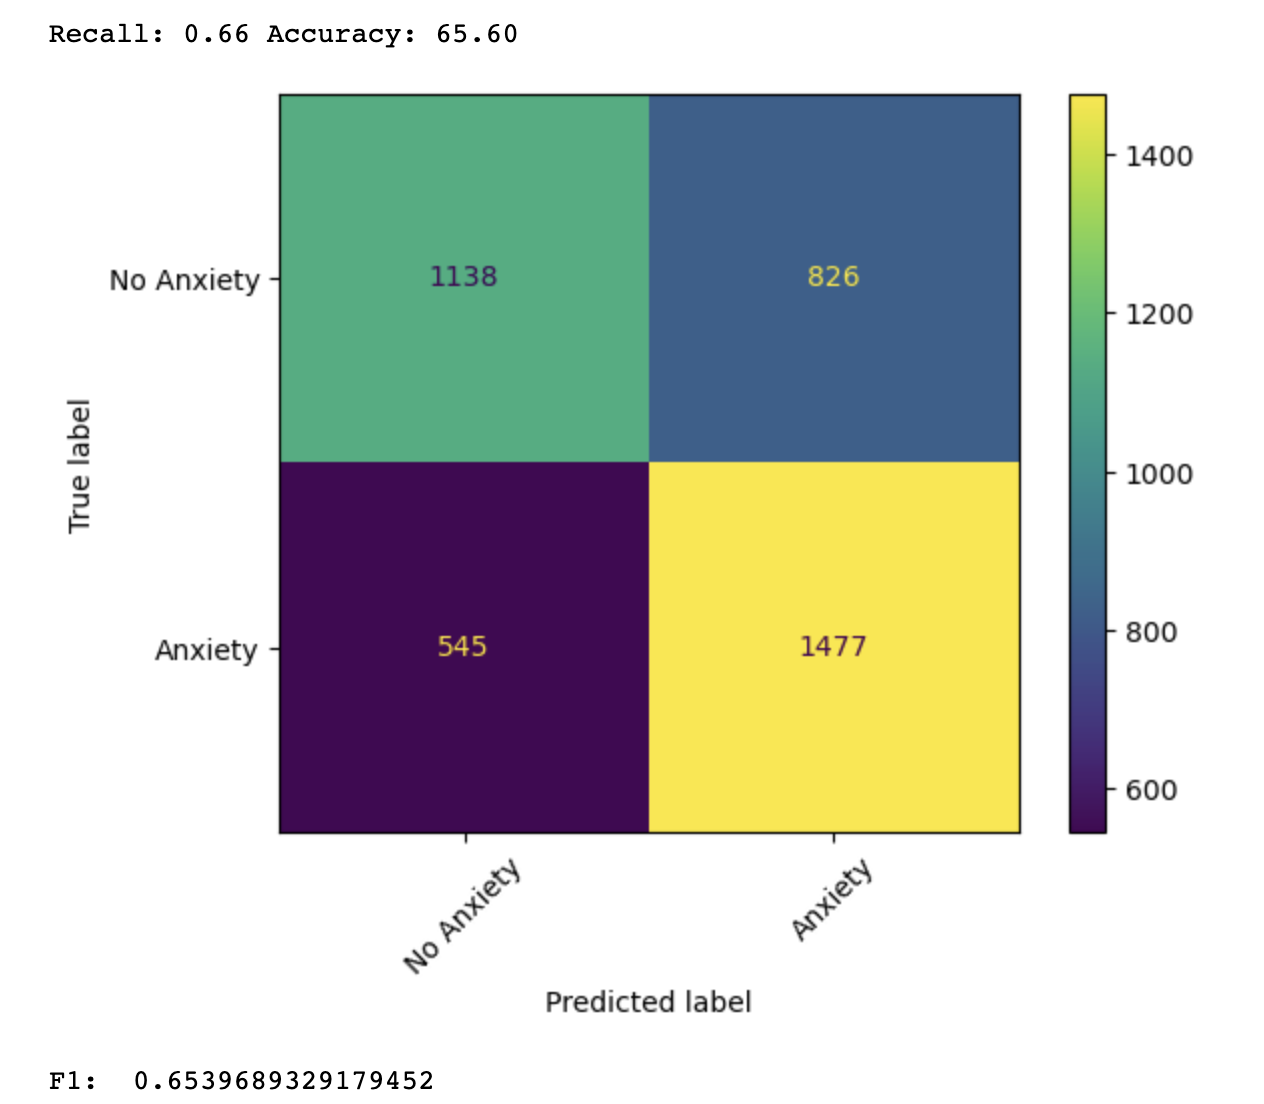 Recall: 0.66 Accuracy: 65.60
1400
1200
1000
800
600
No Anxiety
1138
826
Anxiety
545
1477
True label
No Anxiety
Anxiety
Predicted label
F1: 0.6539689329179452